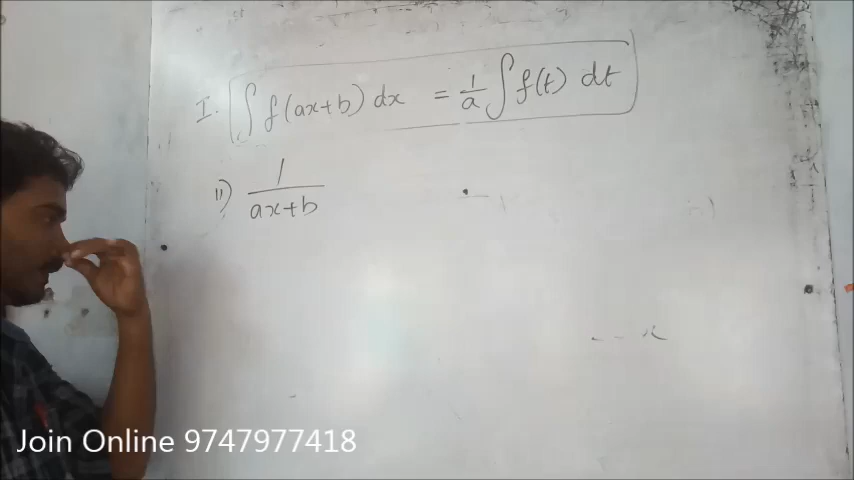 I. ∫ f(ax+b) dx = 1/a ∫ f(t) dt
ii) 1/(ax+b)
x
Join Online 9747977418